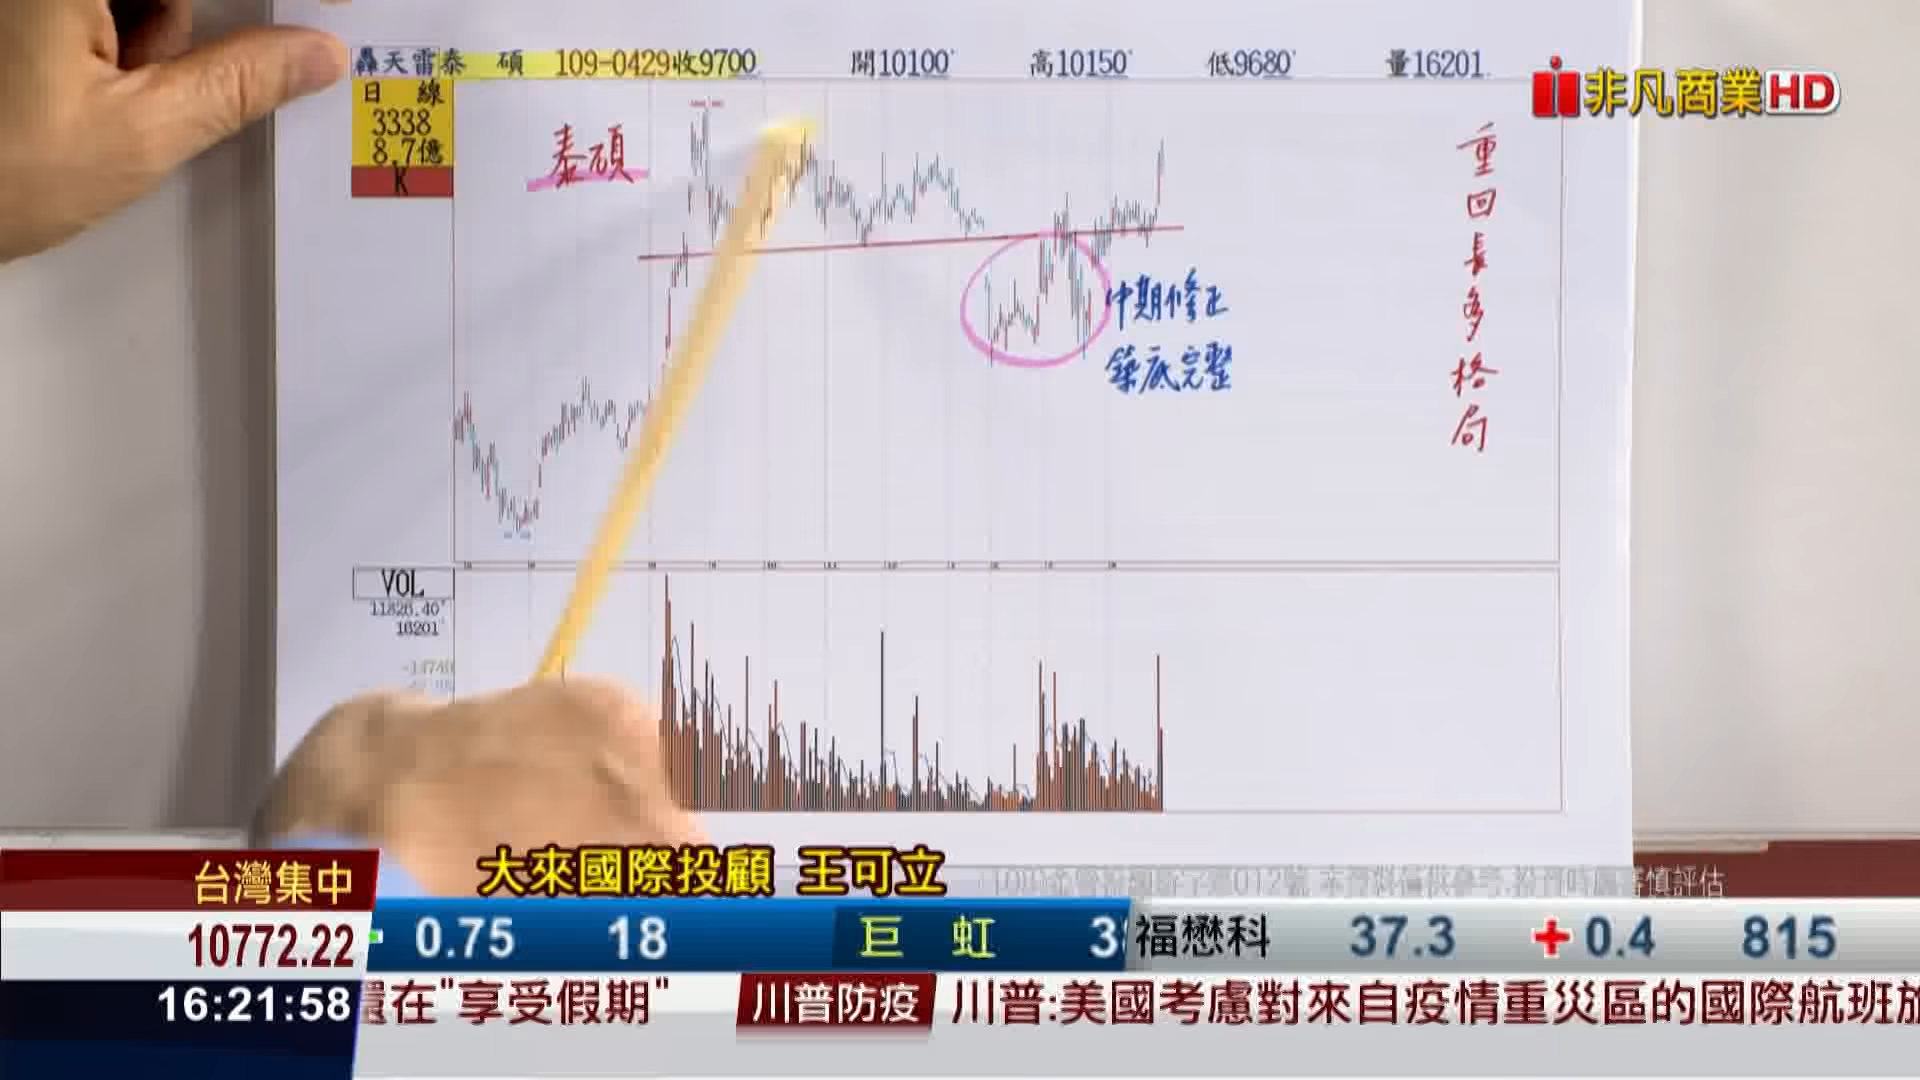 轟天雷泰 碩 109-0429收9700 開10100' 高10150' 低9680' 量16201
日 線
3338
8.7億
K
泰碩
非凡商業HD
重回長多格局
中期修正
築底完整
VOL
11826.40'
16201'
大來國際投顧 王可立
台灣集中
10772.22
0.75 18 巨 虹 3
福懋科 37.3 +0.4 815
16:21:58
還在"享受假期" 川普防疫 川普:美國考慮對來自疫情重災區的國際航班放